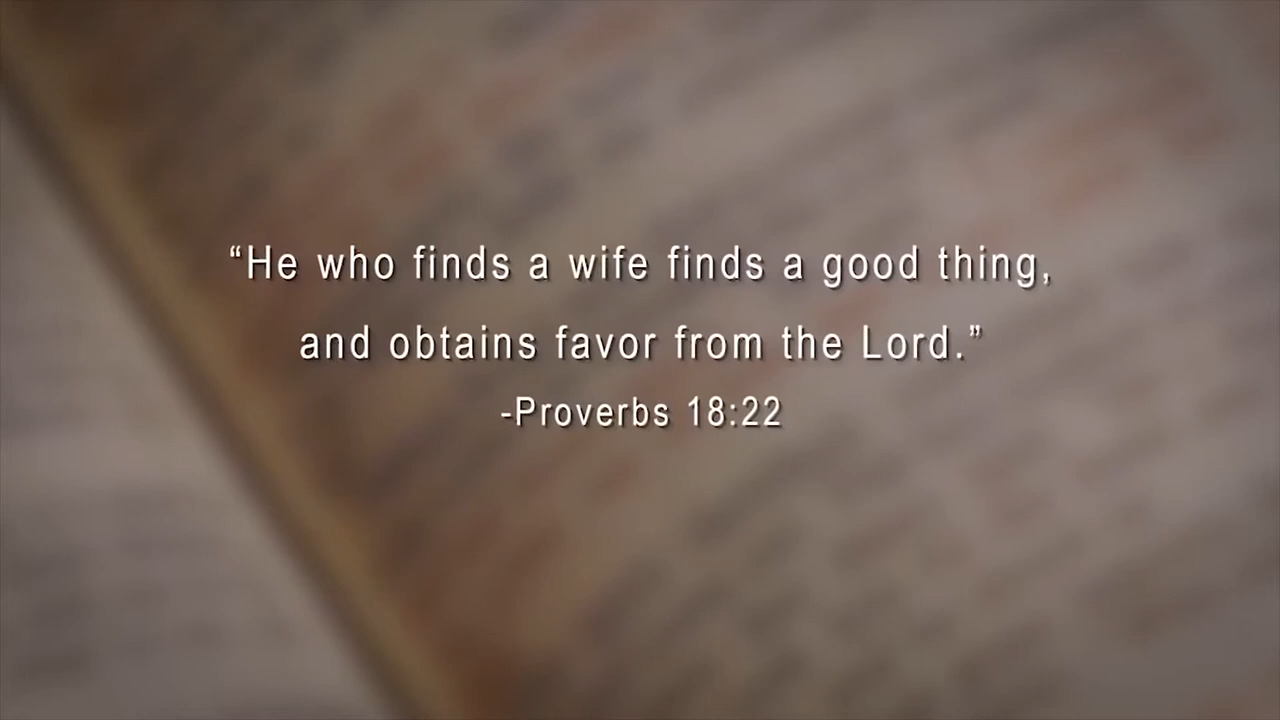 “He who finds a wife finds a good thing,
and obtains favor from the Lord.”
-Proverbs 18:22